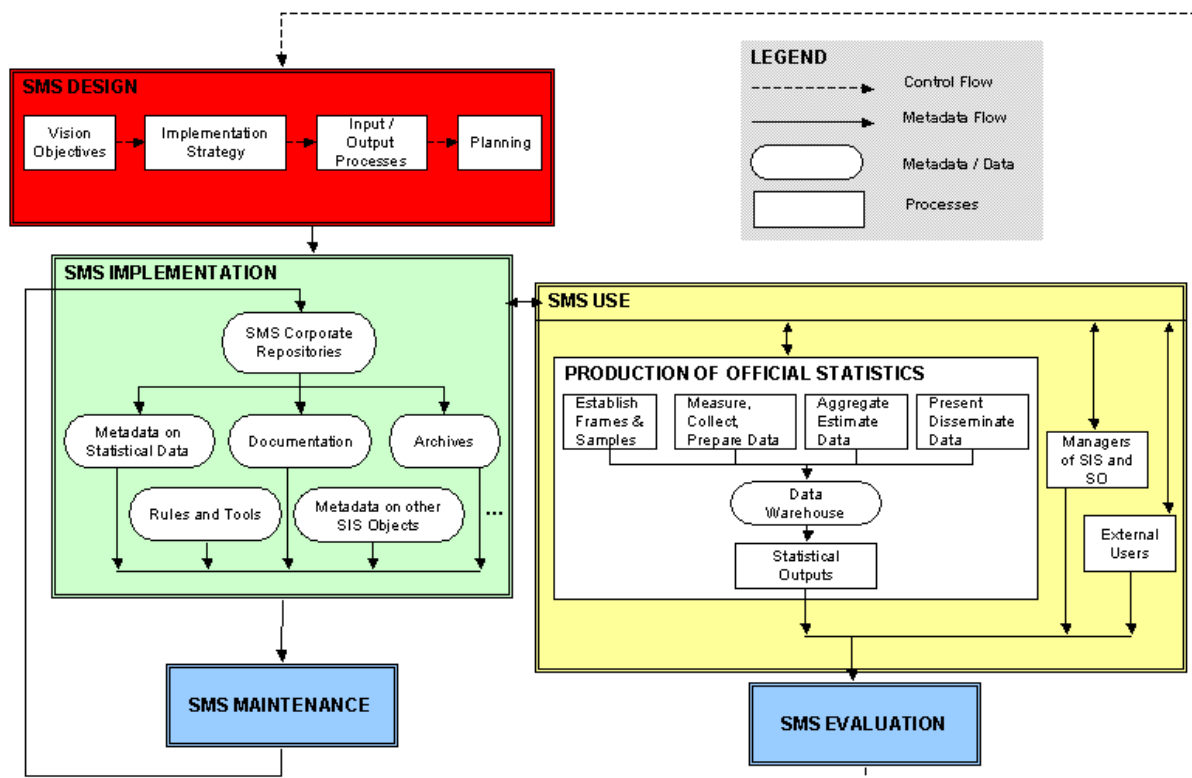 SMS DESIGN
Vision
Objectives
Implementation
Strategy
Input /
Output
Processes
Planning
LEGEND
Control Flow
Metadata Flow
Metadata / Data
Processes
SMS IMPLEMENTATION
SMS Corporate
Repositories
Metadata on
Statistical Data
Documentation
Archives
Rules and Tools
Metadata on other
SIS Objects
...
SMS USE
PRODUCTION OF OFFICIAL STATISTICS
Establish
Frames &
Samples
Measure,
Collect,
Prepare Data
Aggregate
Estimate
Data
Present
Disseminate
Data
Data
Warehouse
Statistical
Outputs
Managers
of SIS and
SO
External
Users
SMS MAINTENANCE
SMS EVALUATION